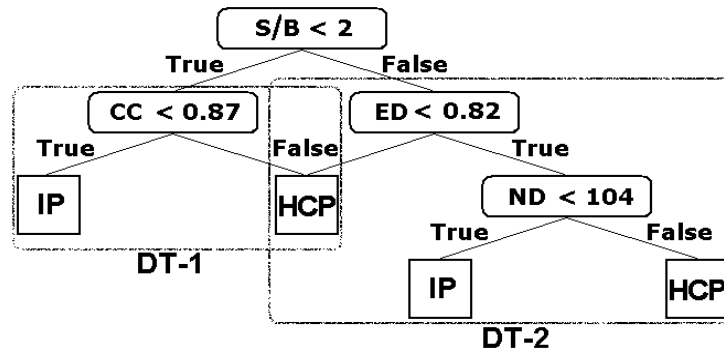 S/B < 2
True
False
CC < 0.87
ED < 0.82
True
False
True
IP
HCP
ND < 104
True
False
DT-1
IP
HCP
DT-2